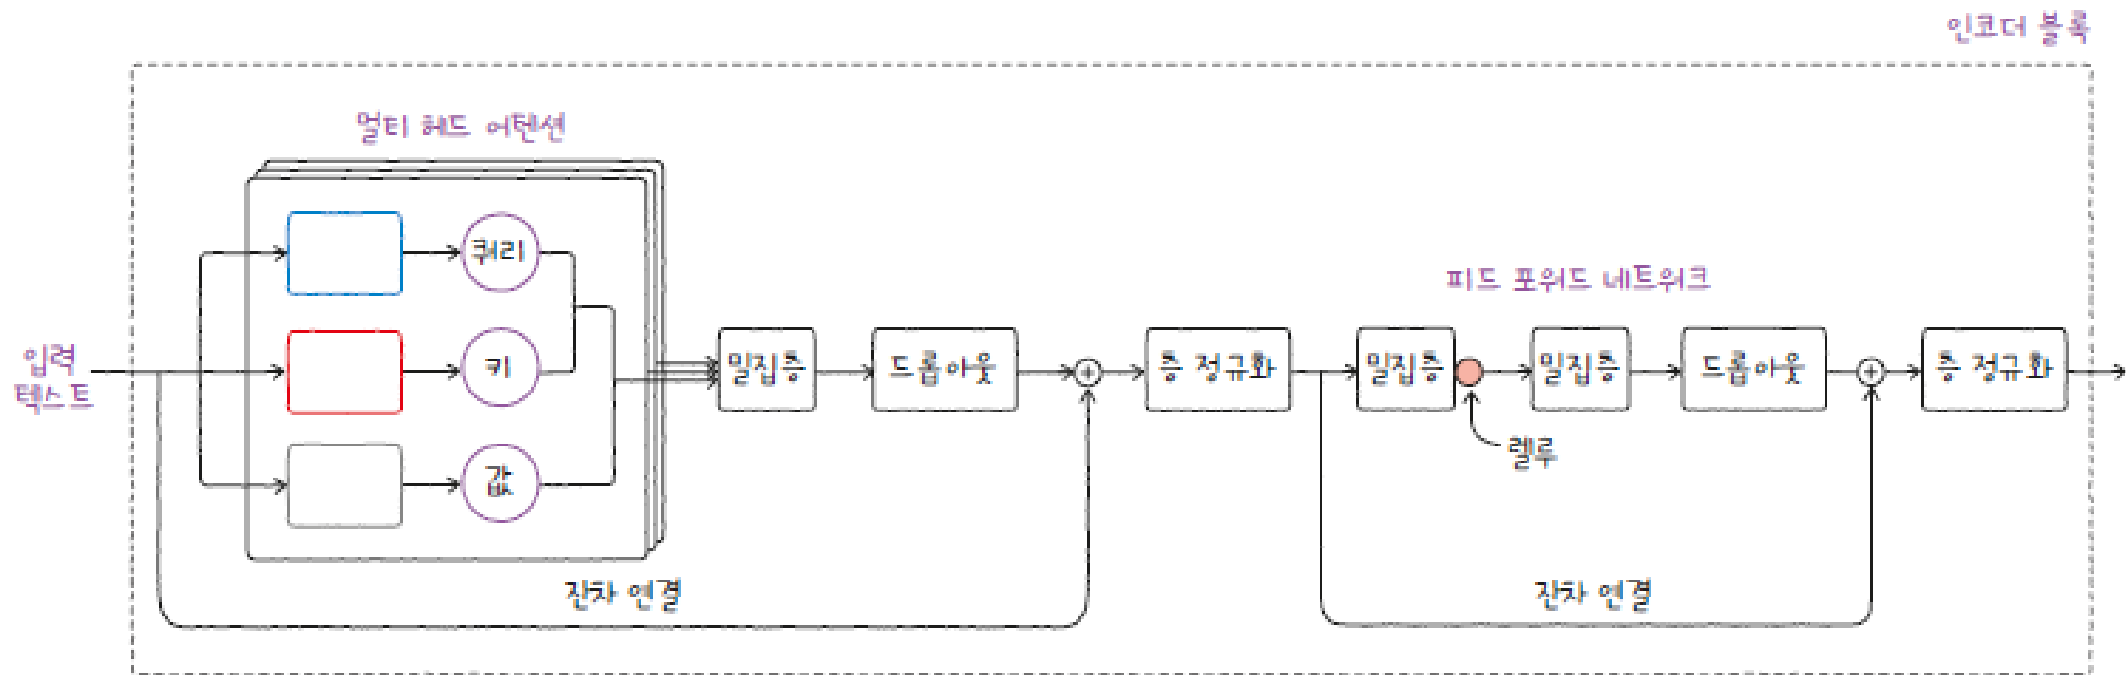 인코더 블록
멀티 헤드 어텐션
쿼리
키
값
입력
텍스트
밀집층
드롭아웃
층 정규화
피드 포워드 네트워크
밀집층
밀집층
드롭아웃
층 정규화
렐루
잔차 연결
잔차 연결